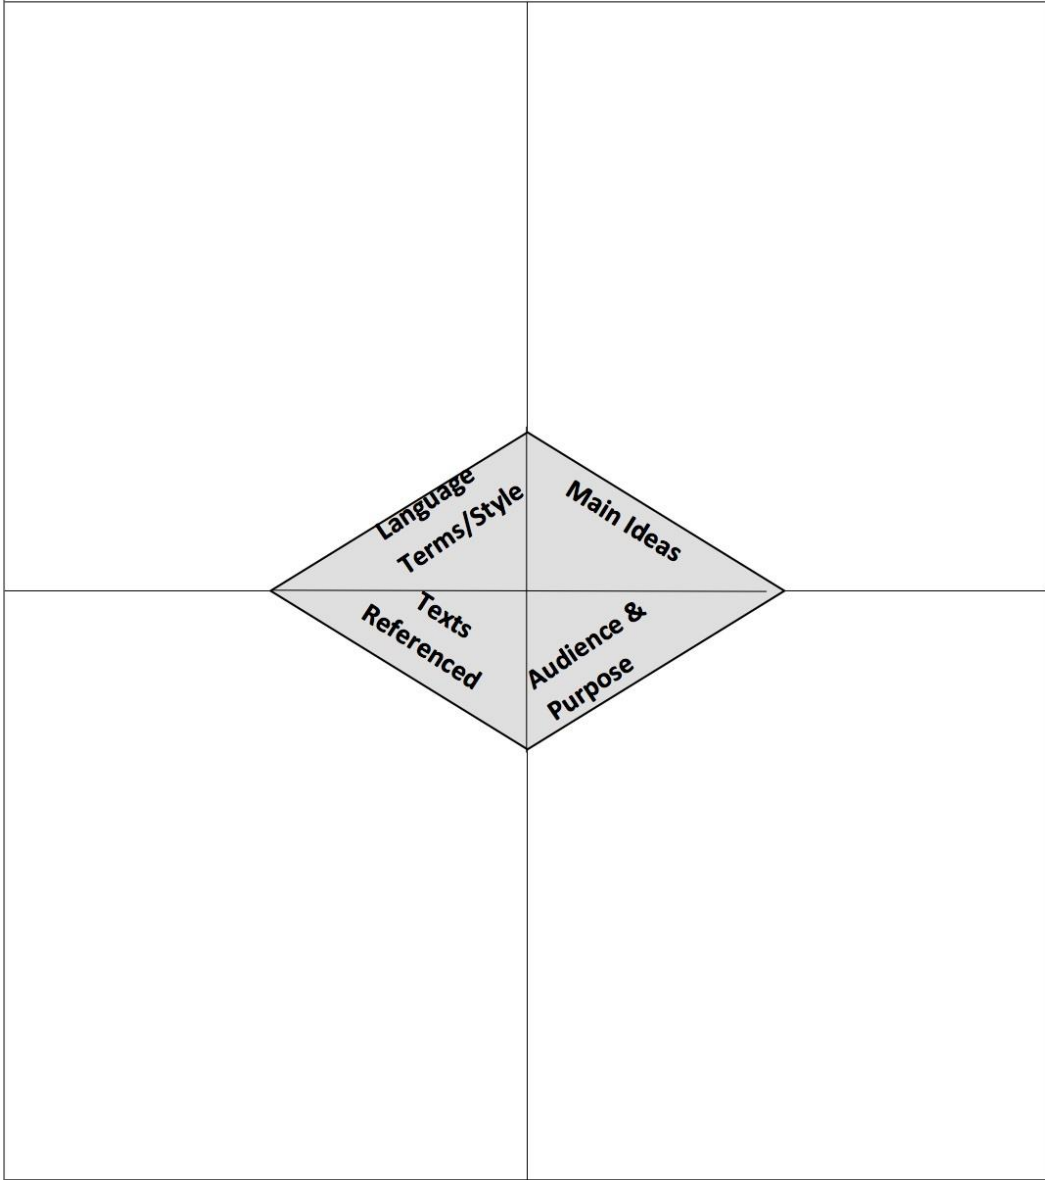 Language
Terms/Style
Main Ideas
Texts
Referenced
Audience &
Purpose